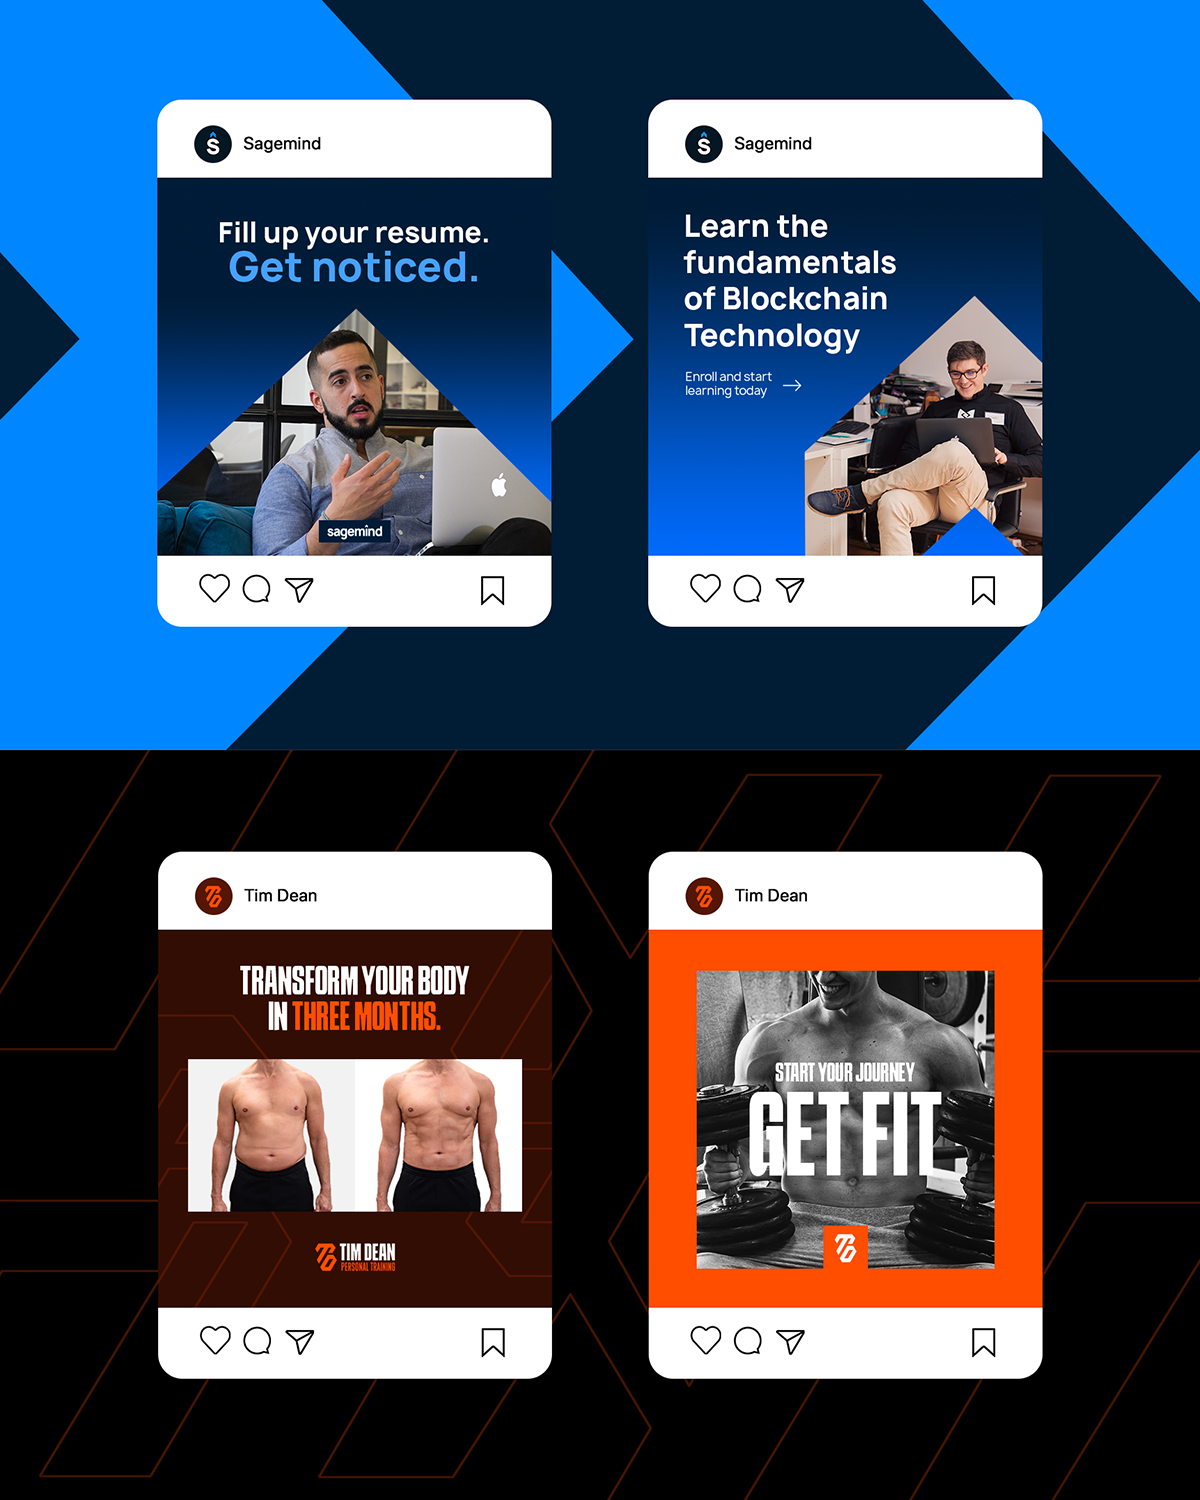 Sagemind
Fill up your resume.
Get noticed.
sagemind
Sagemind
Learn the
fundamentals
of Blockchain
Technology
Enroll and start
learning today
Tim Dean
TRANSFORM YOUR BODY
IN THREE MONTHS.
TIM DEAN
PERSONAL TRAINING
Tim Dean
START YOUR JOURNEY
GET FIT